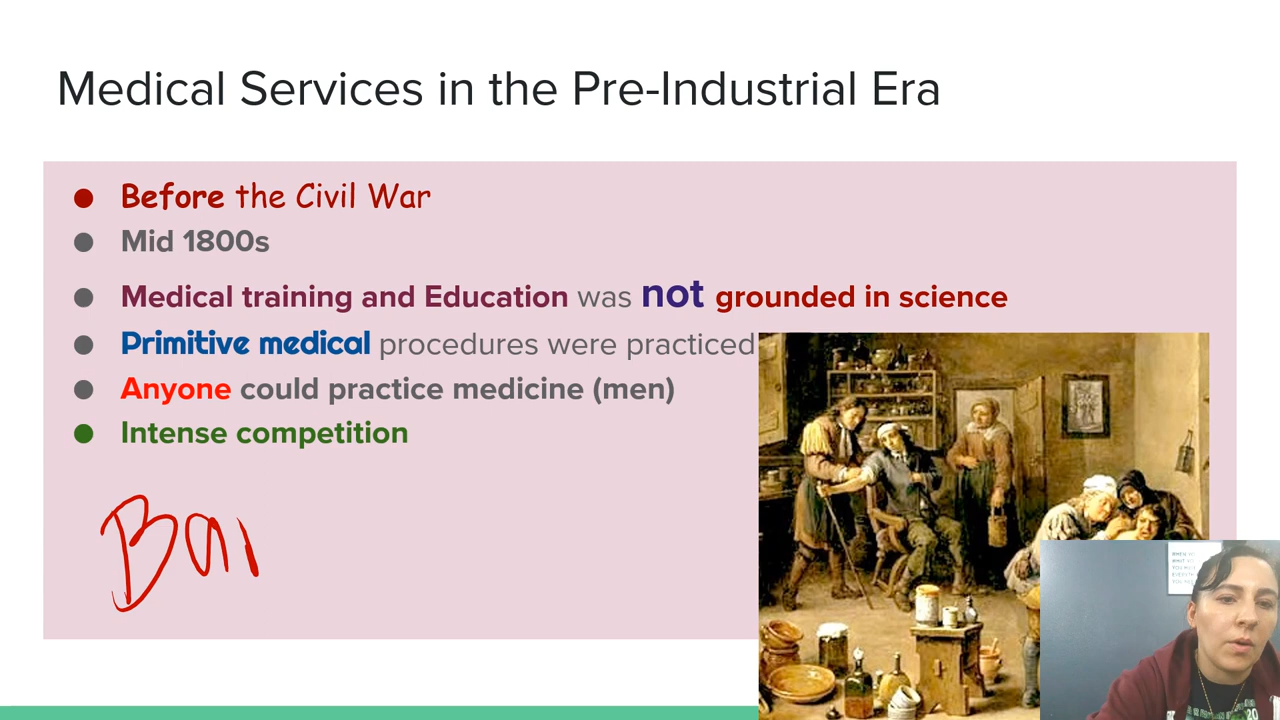 Medical Services in the Pre-Industrial Era
Before the Civil War
Mid 1800s
Medical training and Education was not grounded in science
Primitive medical procedures were practiced
Anyone could practice medicine (men)
Intense competition